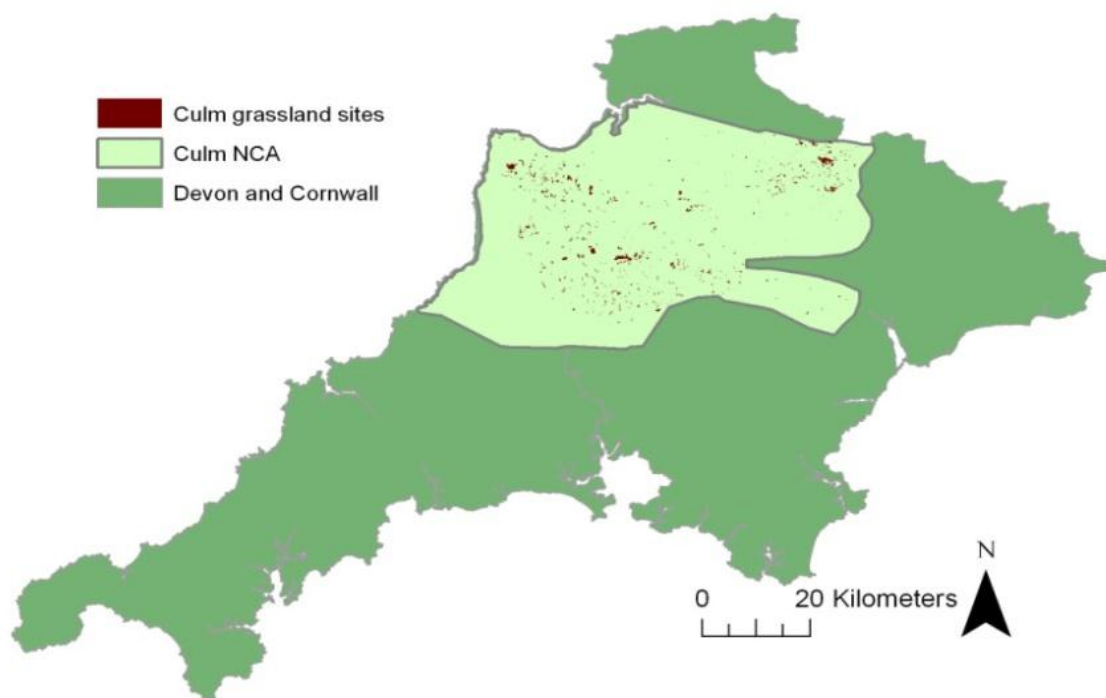 Culm grassland sites
Culm NCA
Devon and Cornwall
N
0 20 Kilometers